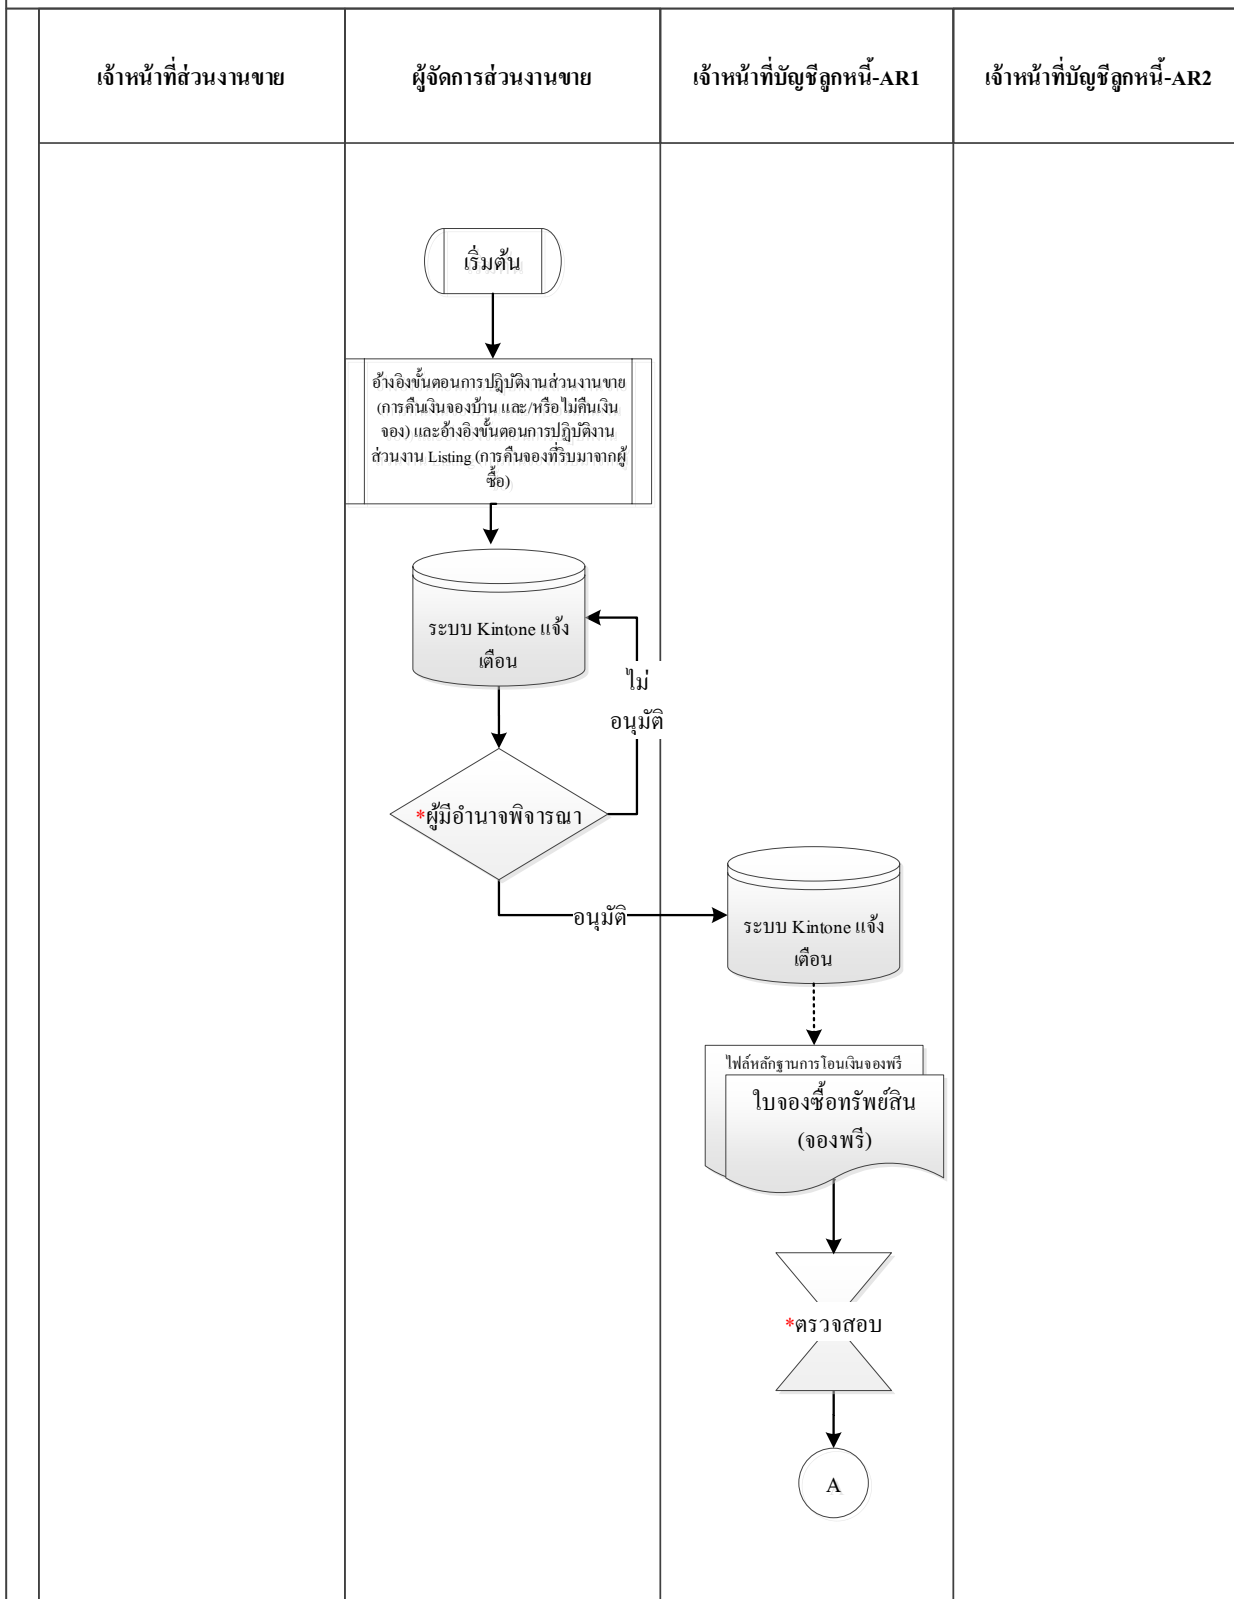 เจ้าหน้าที่ส่วนงานขาย
ผู้จัดการส่วนงานขาย
เจ้าหน้าที่บัญชีลูกหนี้-AR1
เจ้าหน้าที่บัญชีลูกหนี้-AR2
เริ่มต้น
อ้างอิงขั้นตอนการปฏิบัติงานส่วนงานขาย
(การคืนเงินจองบ้าน และ/หรือไม่คืนเงิน
จอง) และอ้างอิงขั้นตอนการปฏิบัติงาน
ส่วนงาน Listing (การคืนจองที่ริบมาจากผู้
ซื้อ)
ระบบ Kintone แจ้ง
เตือน
ไม่
อนุมัติ
*ผู้มีอำนาจพิจารณา
อนุมัติ
ระบบ Kintone แจ้ง
เตือน
ไฟล์หลักฐานการโอนเงินจองพรี
ใบจองซื้อทรัพย์สิน
(จองพรี)
*ตรวจสอบ
A